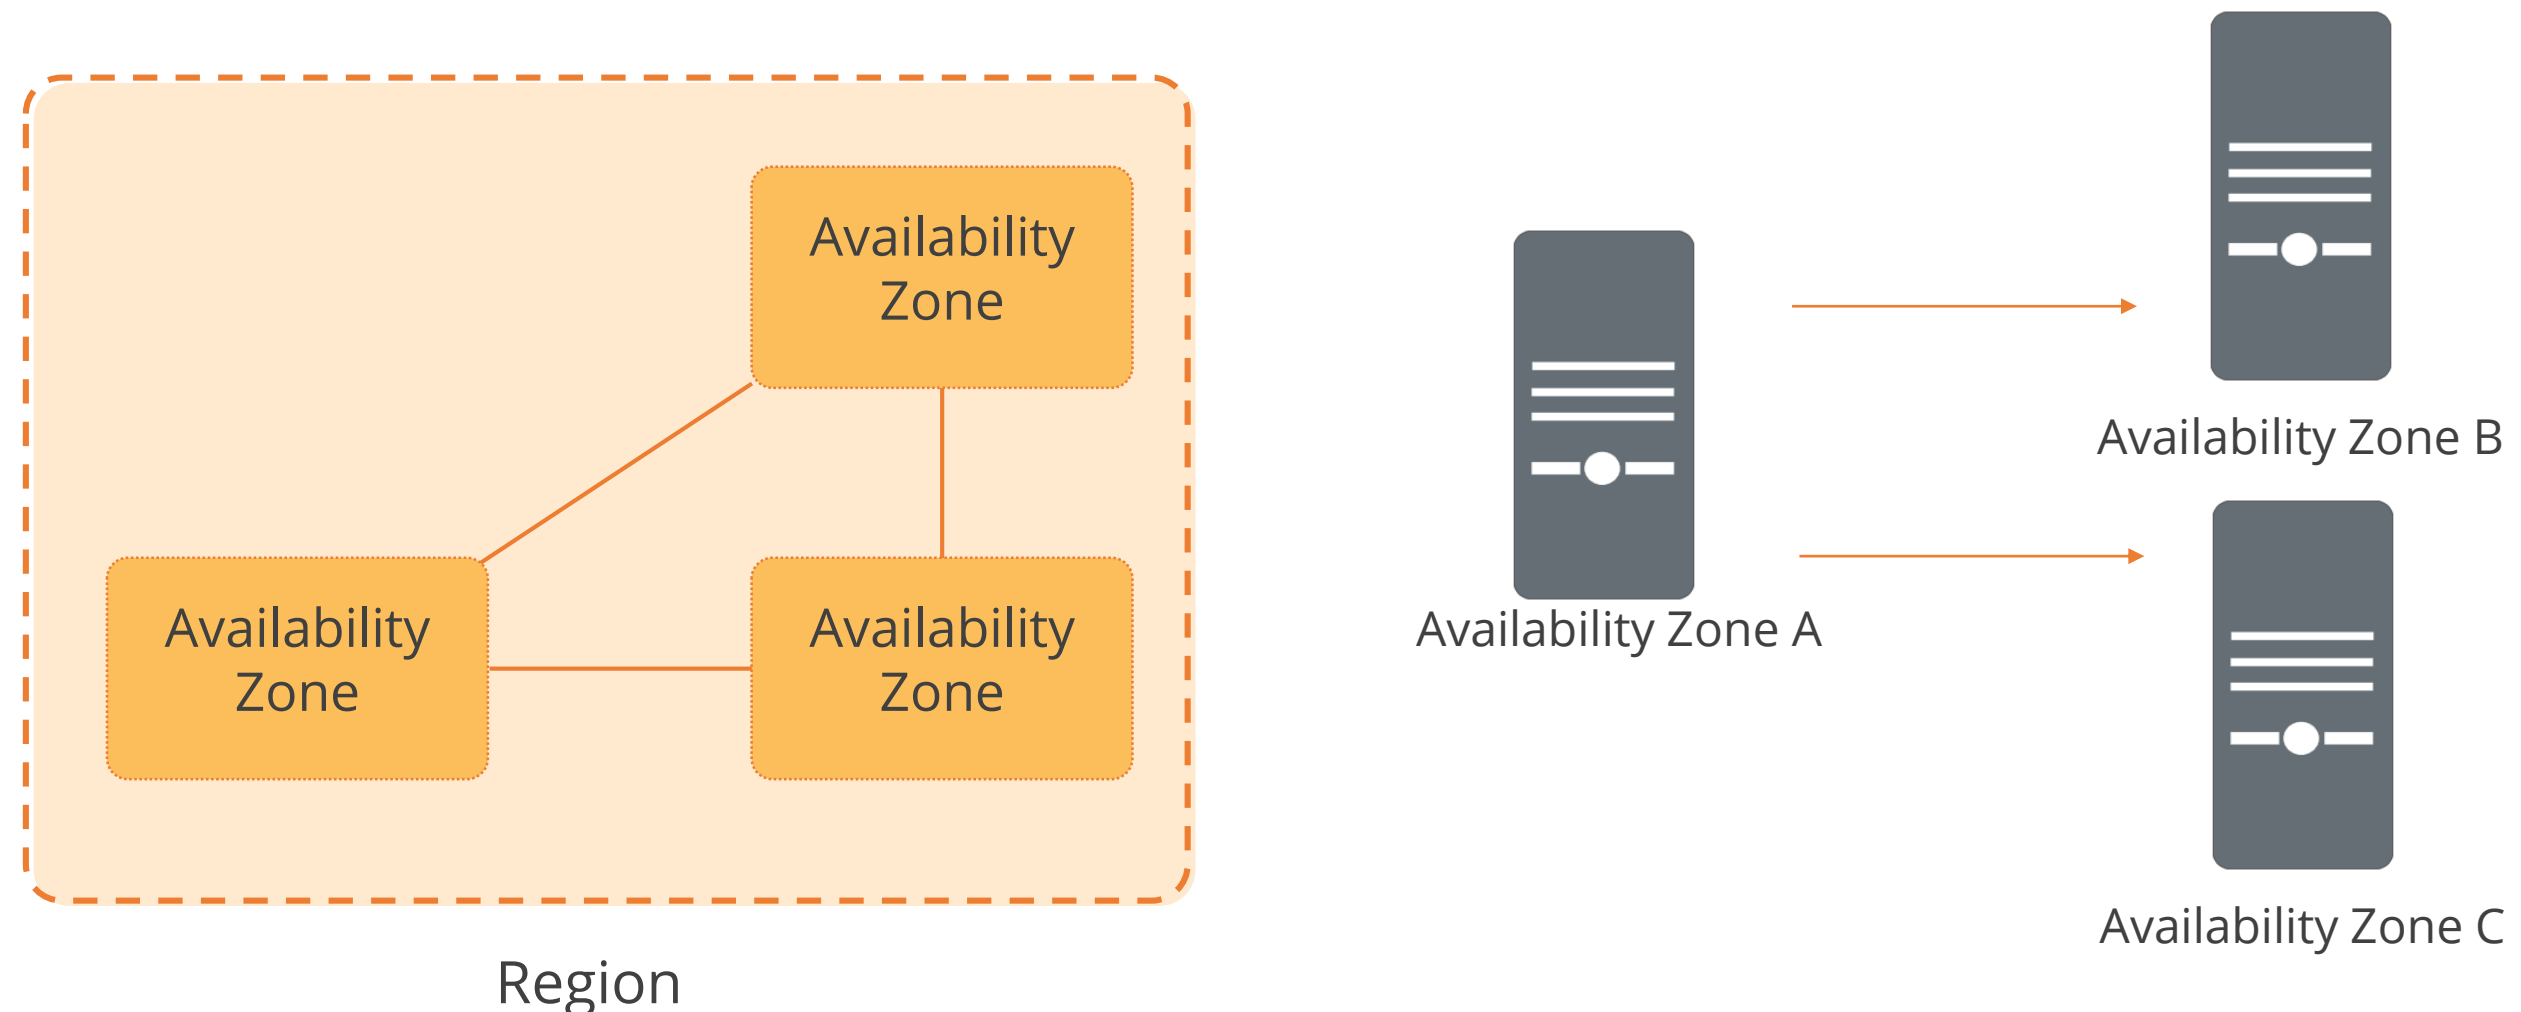 Availability
Zone
Availability
Zone
Availability
Zone
Region
Availability Zone A
Availability Zone B
Availability Zone C